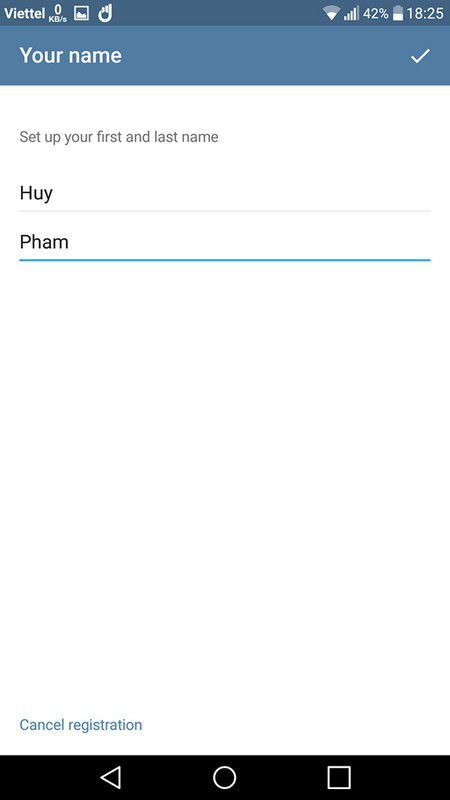 Viettel 0 KB/s 42% 18:25
Your name
Set up your first and last name
Huy
Pham
Cancel registration